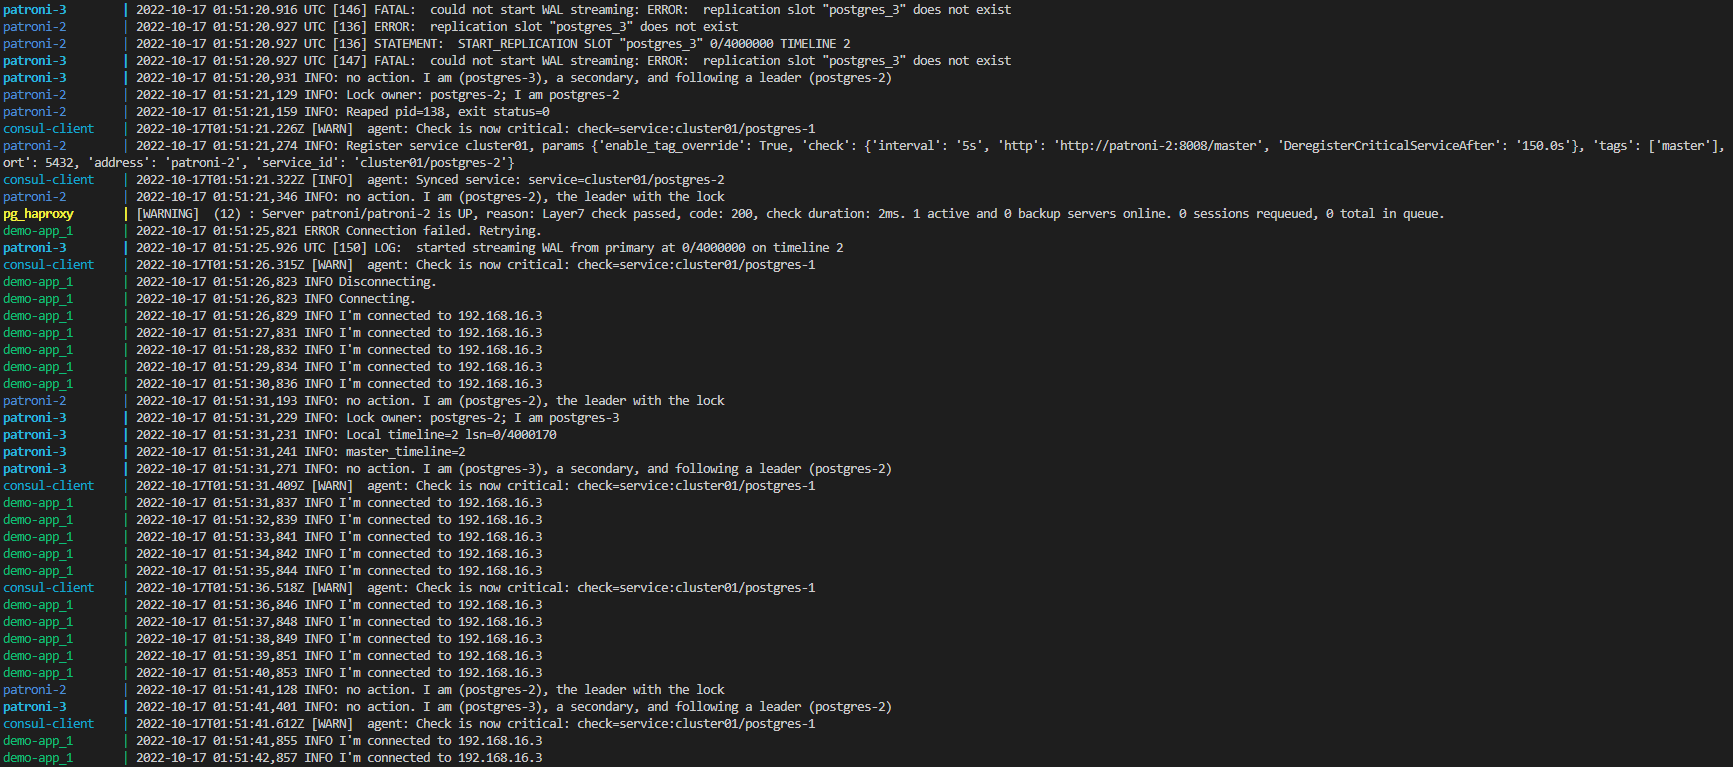 patroni-3 | 2022-10-17 01:51:20.916 UTC [146] FATAL:  could not start WAL streaming: ERROR:  replication slot "postgres_3" does not exist
patroni-2 | 2022-10-17 01:51:20.927 UTC [136] ERROR:  replication slot "postgres_3" does not exist
patroni-2 | 2022-10-17 01:51:20.927 UTC [136] STATEMENT:  START_REPLICATION SLOT "postgres_3" 0/4000000 TIMELINE 2
patroni-3 | 2022-10-17 01:51:20.927 UTC [147] FATAL:  could not start WAL streaming: ERROR:  replication slot "postgres_3" does not exist
patroni-3 | 2022-10-17 01:51:20,931 INFO: no action. I am (postgres-3), a secondary, and following a leader (postgres-2)
patroni-2 | 2022-10-17 01:51:21,129 INFO: Lock owner: postgres-2; I am postgres-2
patroni-2 | 2022-10-17 01:51:21,159 INFO: Reaped pid=138, exit status=0
consul-client | 2022-10-17T01:51:21.226Z [WARN]  agent: Check is now critical: check=service:cluster01/postgres-1
patroni-2 | 2022-10-17 01:51:21,274 INFO: Register service cluster01, params {'enable_tag_override': True, 'check': {'interval': '5s', 'http': 'http://patroni-2:8008/master', 'DeregisterCriticalServiceAfter': '150.0s'}, 'tags': ['master'],
ort': 5432, 'address': 'patroni-2', 'service_id': 'cluster01/postgres-2'}
consul-client | 2022-10-17T01:51:21.322Z [INFO]  agent: Synced service: service=cluster01/postgres-2
patroni-2 | 2022-10-17 01:51:21,346 INFO: no action. I am (postgres-2), the leader with the lock
pg_haproxy | [WARNING]  (12) : Server patroni/patroni-2 is UP, reason: Layer7 check passed, code: 200, check duration: 2ms. 1 active and 0 backup servers online. 0 sessions requeued, 0 total in queue.
demo-app_1 | 2022-10-17 01:51:25,821 ERROR Connection failed. Retrying.
patroni-3 | 2022-10-17 01:51:25.926 UTC [150] LOG:  started streaming WAL from primary at 0/4000000 on timeline 2
consul-client | 2022-10-17T01:51:26.315Z [WARN]  agent: Check is now critical: check=service:cluster01/postgres-1
demo-app_1 | 2022-10-17 01:51:26,823 INFO Disconnecting.
demo-app_1 | 2022-10-17 01:51:26,823 INFO Connecting.
demo-app_1 | 2022-10-17 01:51:26,829 INFO I'm connected to 192.168.16.3
demo-app_1 | 2022-10-17 01:51:27,831 INFO I'm connected to 192.168.16.3
demo-app_1 | 2022-10-17 01:51:28,832 INFO I'm connected to 192.168.16.3
demo-app_1 | 2022-10-17 01:51:29,834 INFO I'm connected to 192.168.16.3
demo-app_1 | 2022-10-17 01:51:30,836 INFO I'm connected to 192.168.16.3
patroni-2 | 2022-10-17 01:51:31,193 INFO: no action. I am (postgres-2), the leader with the lock
patroni-3 | 2022-10-17 01:51:31,229 INFO: Lock owner: postgres-2; I am postgres-3
patroni-3 | 2022-10-17 01:51:31,231 INFO: Local timeline=2 lsn=0/4000170
patroni-3 | 2022-10-17 01:51:31,241 INFO: master_timeline=2
patroni-3 | 2022-10-17 01:51:31,271 INFO: no action. I am (postgres-3), a secondary, and following a leader (postgres-2)
consul-client | 2022-10-17T01:51:31.409Z [WARN]  agent: Check is now critical: check=service:cluster01/postgres-1
demo-app_1 | 2022-10-17 01:51:31,837 INFO I'm connected to 192.168.16.3
demo-app_1 | 2022-10-17 01:51:32,839 INFO I'm connected to 192.168.16.3
demo-app_1 | 2022-10-17 01:51:33,841 INFO I'm connected to 192.168.16.3
demo-app_1 | 2022-10-17 01:51:34,842 INFO I'm connected to 192.168.16.3
demo-app_1 | 2022-10-17 01:51:35,844 INFO I'm connected to 192.168.16.3
consul-client | 2022-10-17T01:51:36.518Z [WARN]  agent: Check is now critical: check=service:cluster01/postgres-1
demo-app_1 | 2022-10-17 01:51:36,846 INFO I'm connected to 192.168.16.3
demo-app_1 | 2022-10-17 01:51:37,848 INFO I'm connected to 192.168.16.3
demo-app_1 | 2022-10-17 01:51:38,849 INFO I'm connected to 192.168.16.3
demo-app_1 | 2022-10-17 01:51:39,851 INFO I'm connected to 192.168.16.3
demo-app_1 | 2022-10-17 01:51:40,853 INFO I'm connected to 192.168.16.3
patroni-2 | 2022-10-17 01:51:41,128 INFO: no action. I am (postgres-2), the leader with the lock
patroni-3 | 2022-10-17 01:51:41,401 INFO: no action. I am (postgres-3), a secondary, and following a leader (postgres-2)
consul-client | 2022-10-17T01:51:41.612Z [WARN]  agent: Check is now critical: check=service:cluster01/postgres-1
demo-app_1 | 2022-10-17 01:51:41,855 INFO I'm connected to 192.168.16.3
demo-app_1 | 2022-10-17 01:51:42,857 INFO I'm connected to 192.168.16.3